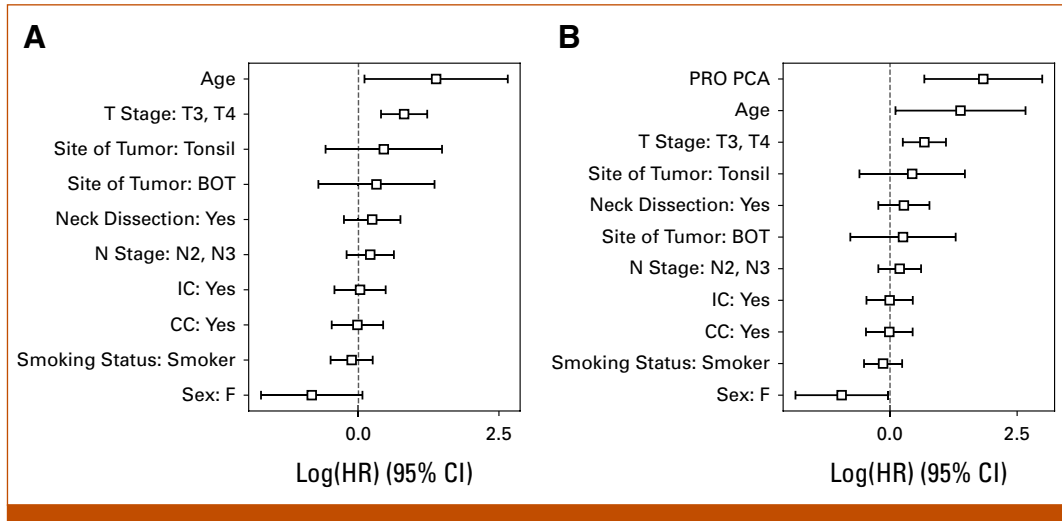 A
Age
T Stage: T3, T4
Site of Tumor: Tonsil
Site of Tumor: BOT
Neck Dissection: Yes
N Stage: N2, N3
IC: Yes
CC: Yes
Smoking Status: Smoker
Sex: F
0.0 2.5
Log(HR) (95% CI)
B
PRO PCA
Age
T Stage: T3, T4
Site of Tumor: Tonsil
Neck Dissection: Yes
Site of Tumor: BOT
N Stage: N2, N3
IC: Yes
CC: Yes
Smoking Status: Smoker
Sex: F
0.0 2.5
Log(HR) (95% CI)